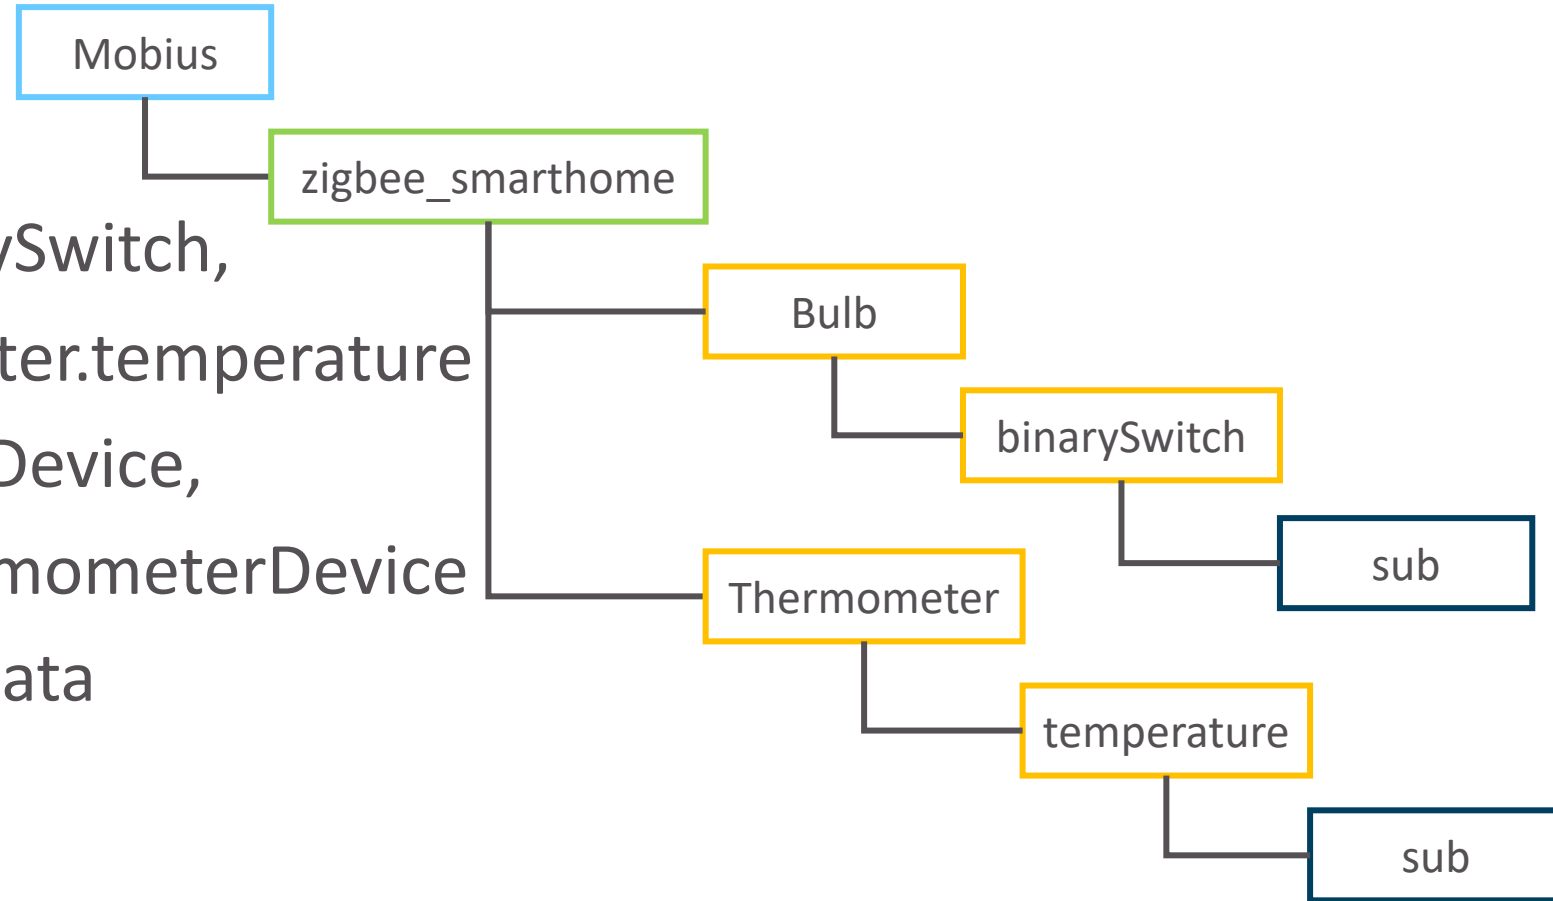 Mobius
zigbee_smarthome
ySwitch,
Bulb
ter.temperature
binarySwitch
Device,
sub
mometerDevice
Thermometer
ata
temperature
sub